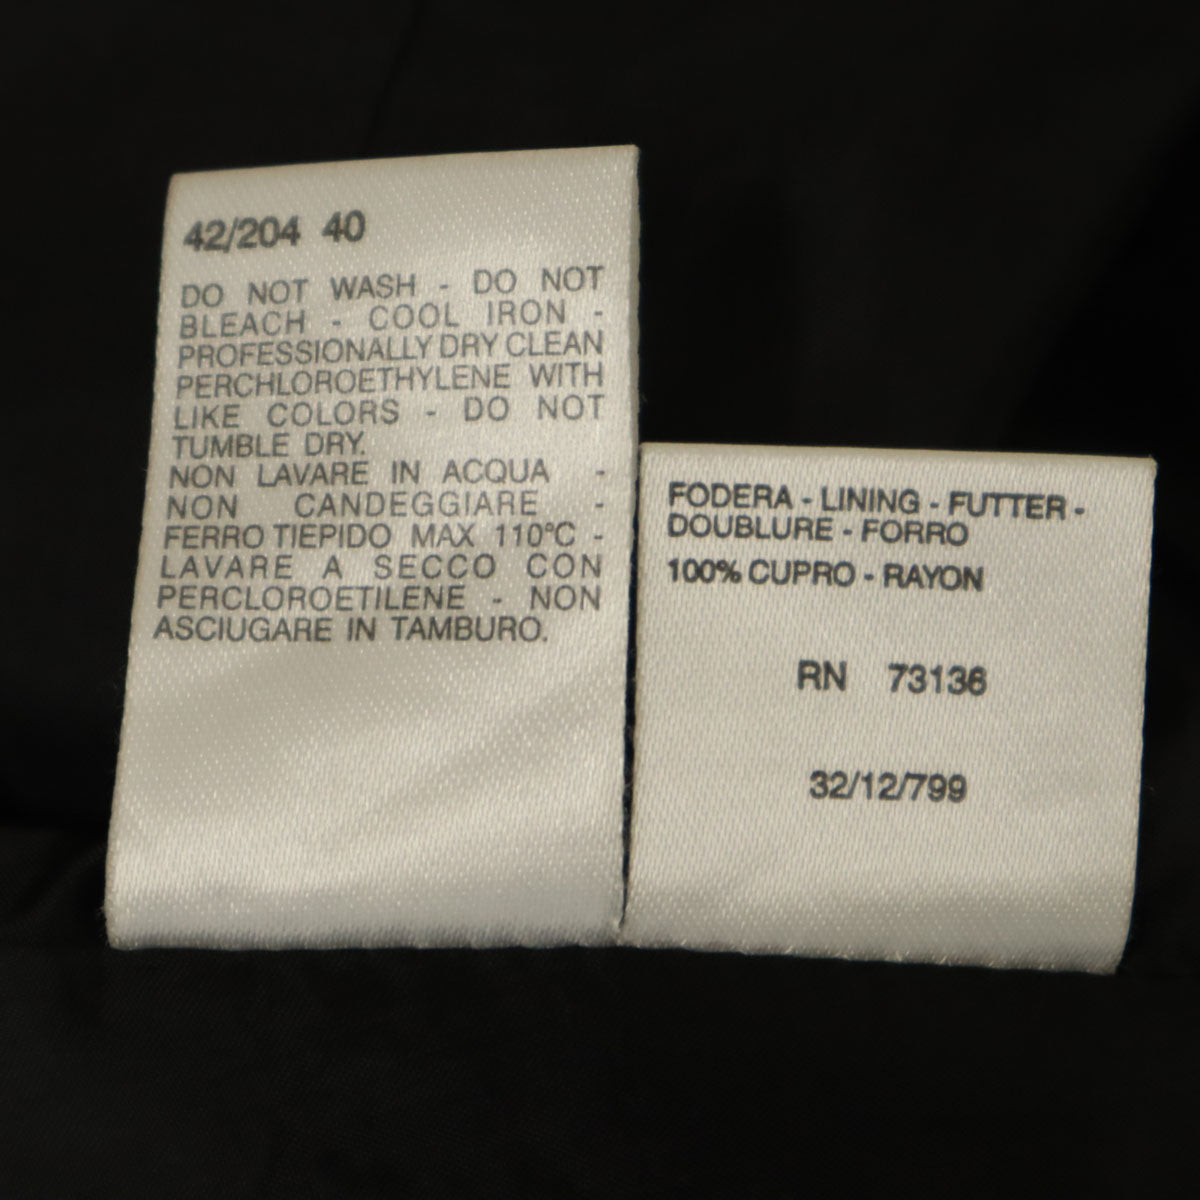 42/204 40
DO NOT WASH - DO NOT
BLEACH - COOL IRON -
PROFESSIONALLY DRY CLEAN
PERCHLOROETHYLENE WITH
LIKE COLORS - DO NOT
TUMBLE DRY.
NON LAVARE IN ACQUA -
NON CANDEGGIARE -
FERRO TIEPIDO MAX 110°C -
LAVARE A SECCO CON
PERCLOROETILENE - NON
ASCIUGARE IN TAMBURO.
FODERA - LINING - FUTTER -
DOUBLURE - FORRO
100% CUPRO - RAYON
RN 73136
32/12/799